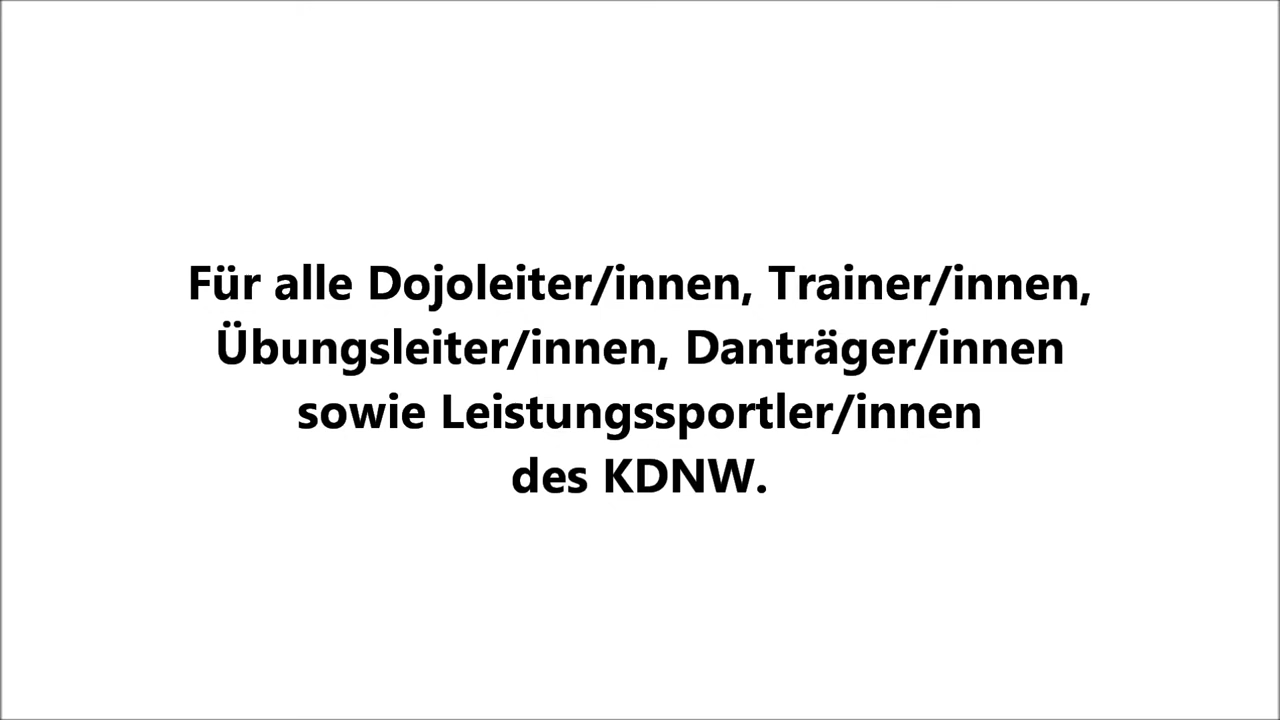 Für alle Dojoleiter/innen, Trainer/innen,
Übungsleiter/innen, Danträger/innen
sowie Leistungssportler/innen
des KDNW.